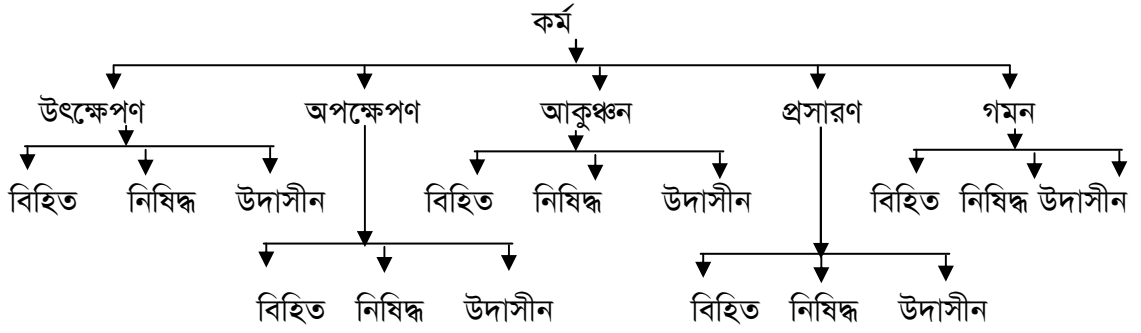 কর্ম
উৎক্ষেপণ অপক্ষেপণ আকুঞ্চন প্রসারণ গমন
বিহিত নিষিদ্ধ উদাসীন বিহিত নিষিদ্ধ উদাসীন বিহিত নিষিদ্ধ উদাসীন
বিহিত নিষিদ্ধ উদাসীন বিহিত নিষিদ্ধ উদাসীন